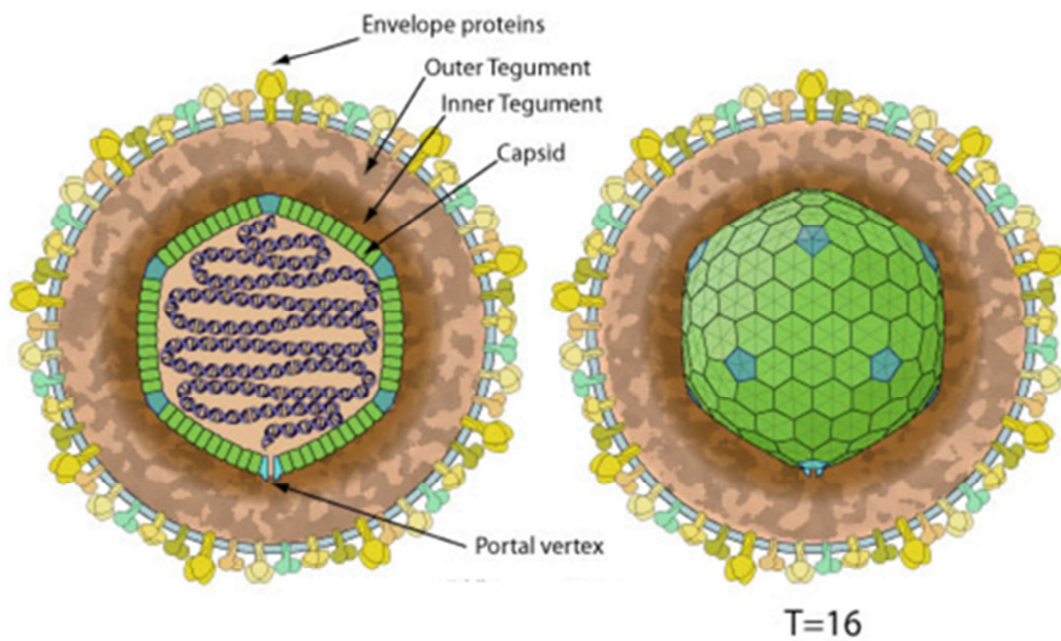 Envelope proteins
Outer Tegument
Inner Tegument
Capsid
Portal vertex
T=16